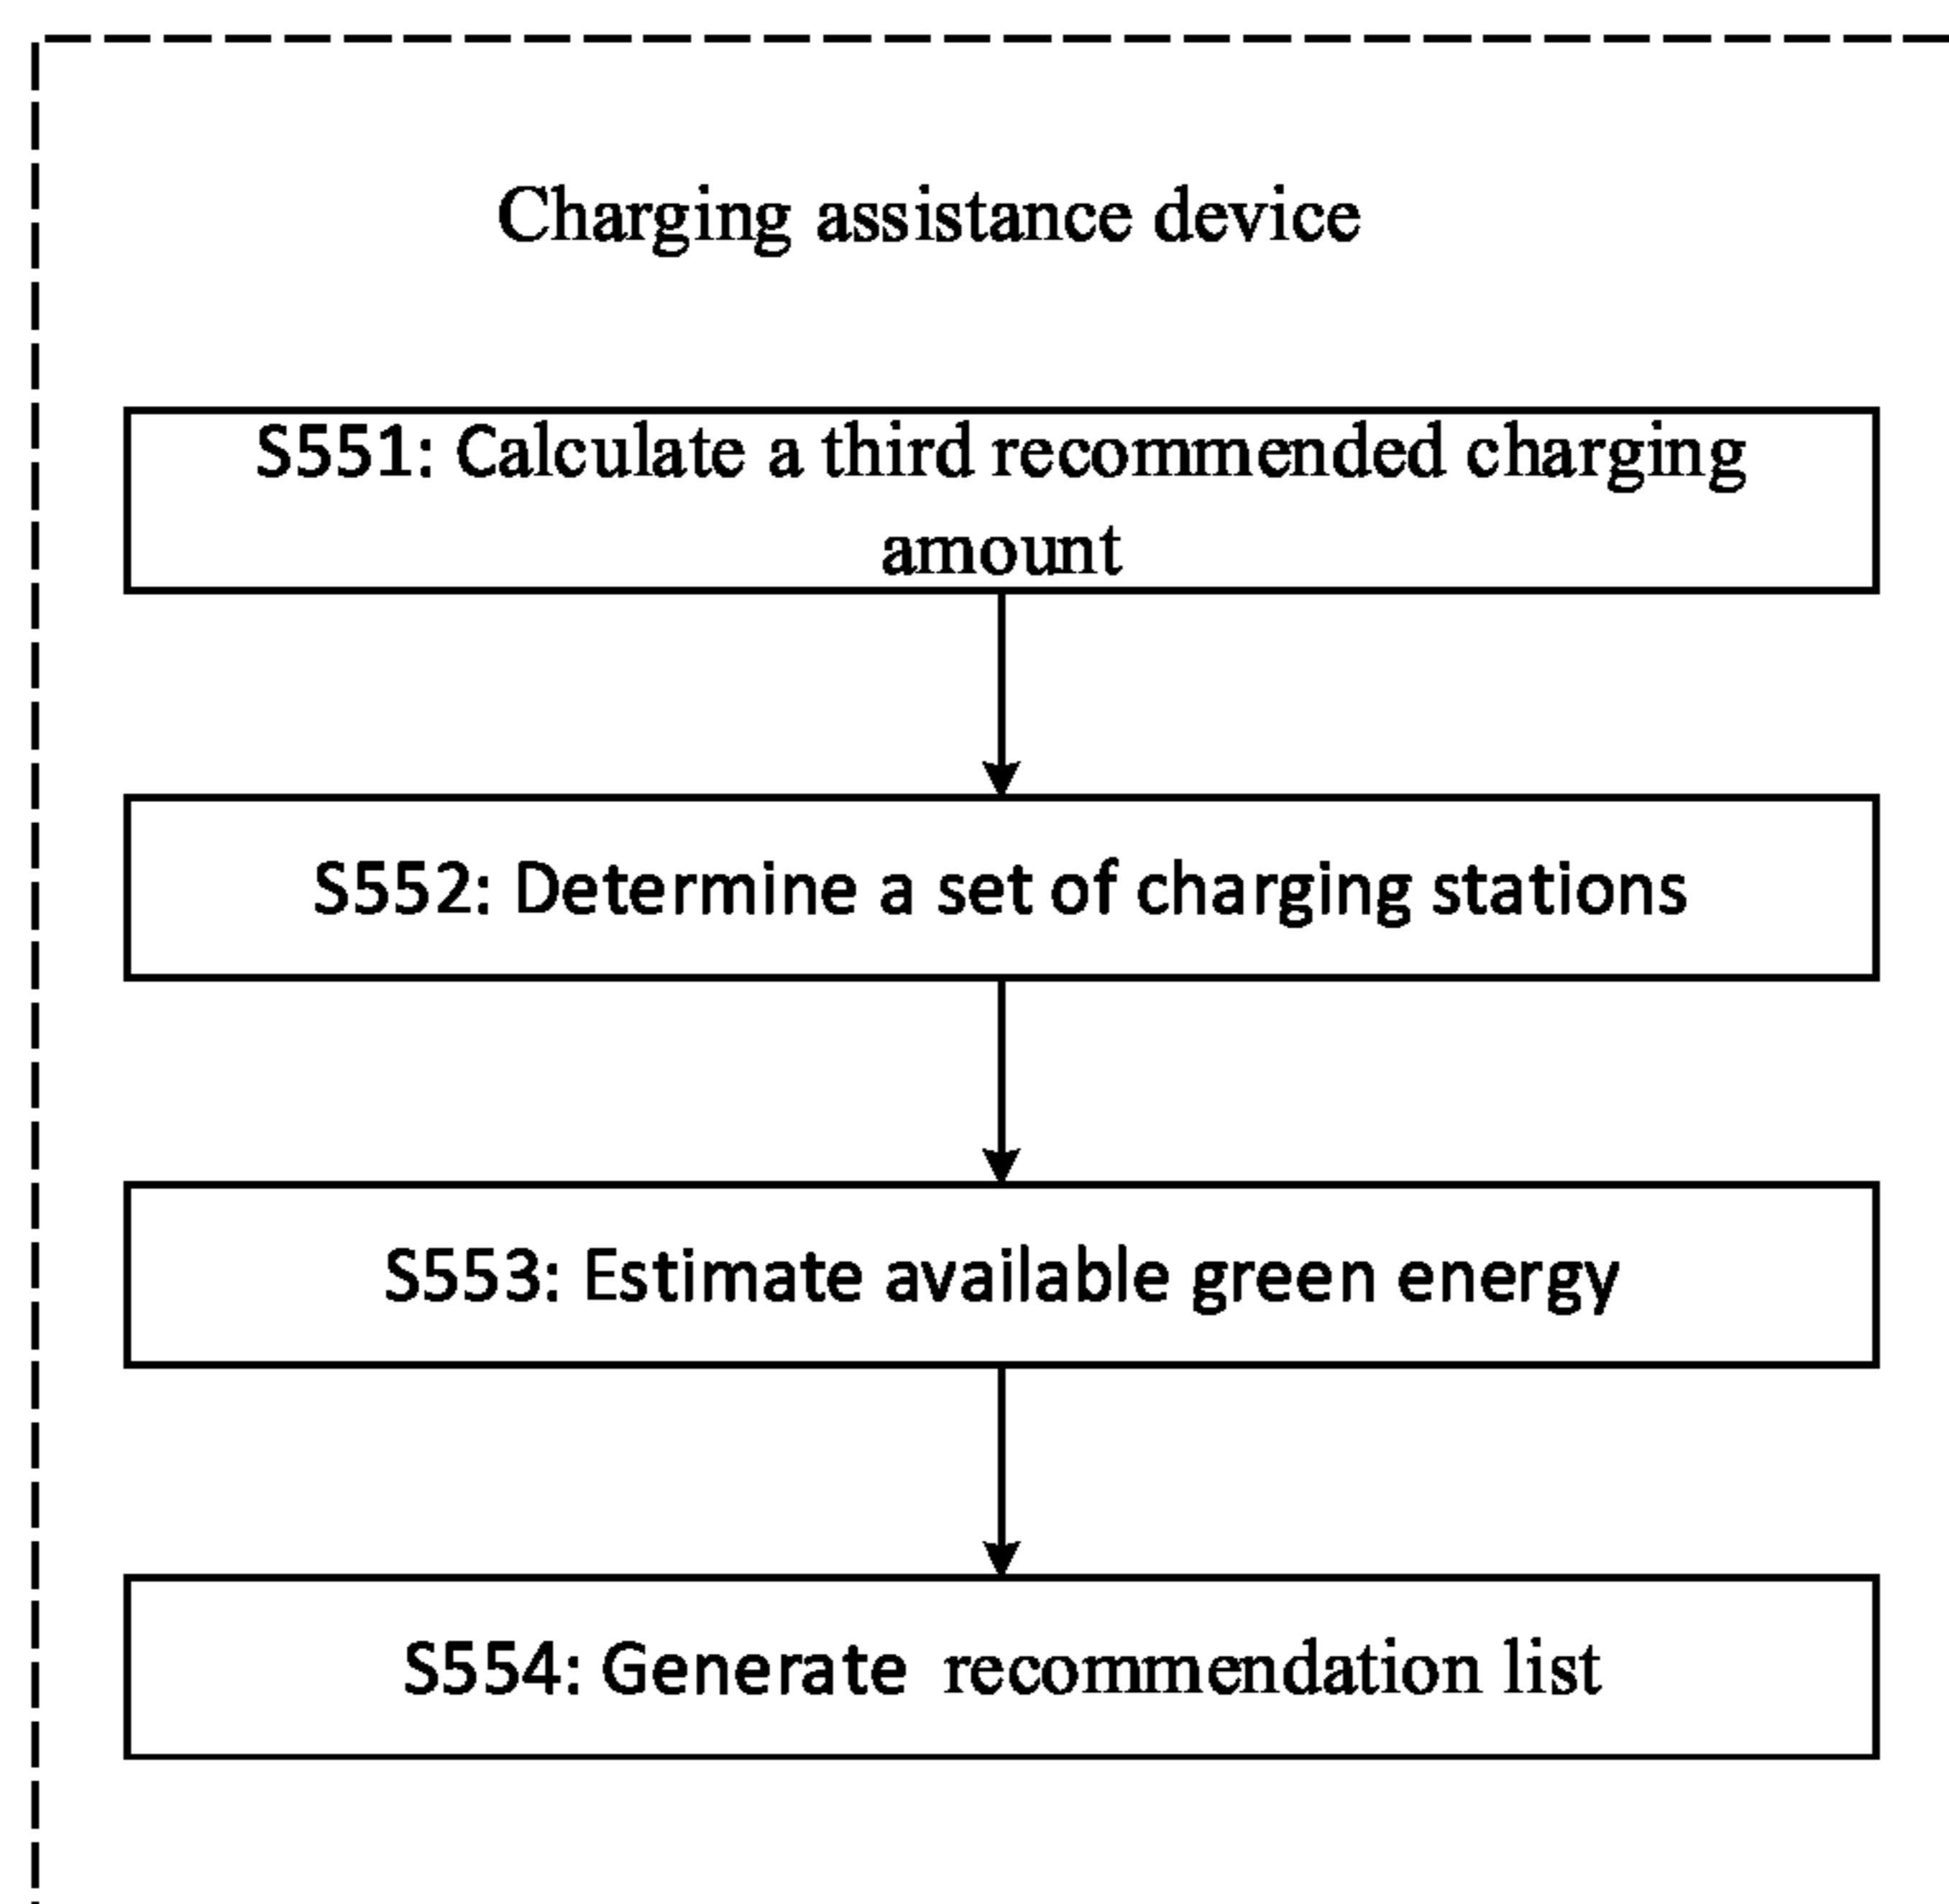 Charging assistance device
S551: Calculate a third recommended charging
amount
S552: Determine a set of charging stations
S553: Estimate available green energy
S554: Generate recommendation list